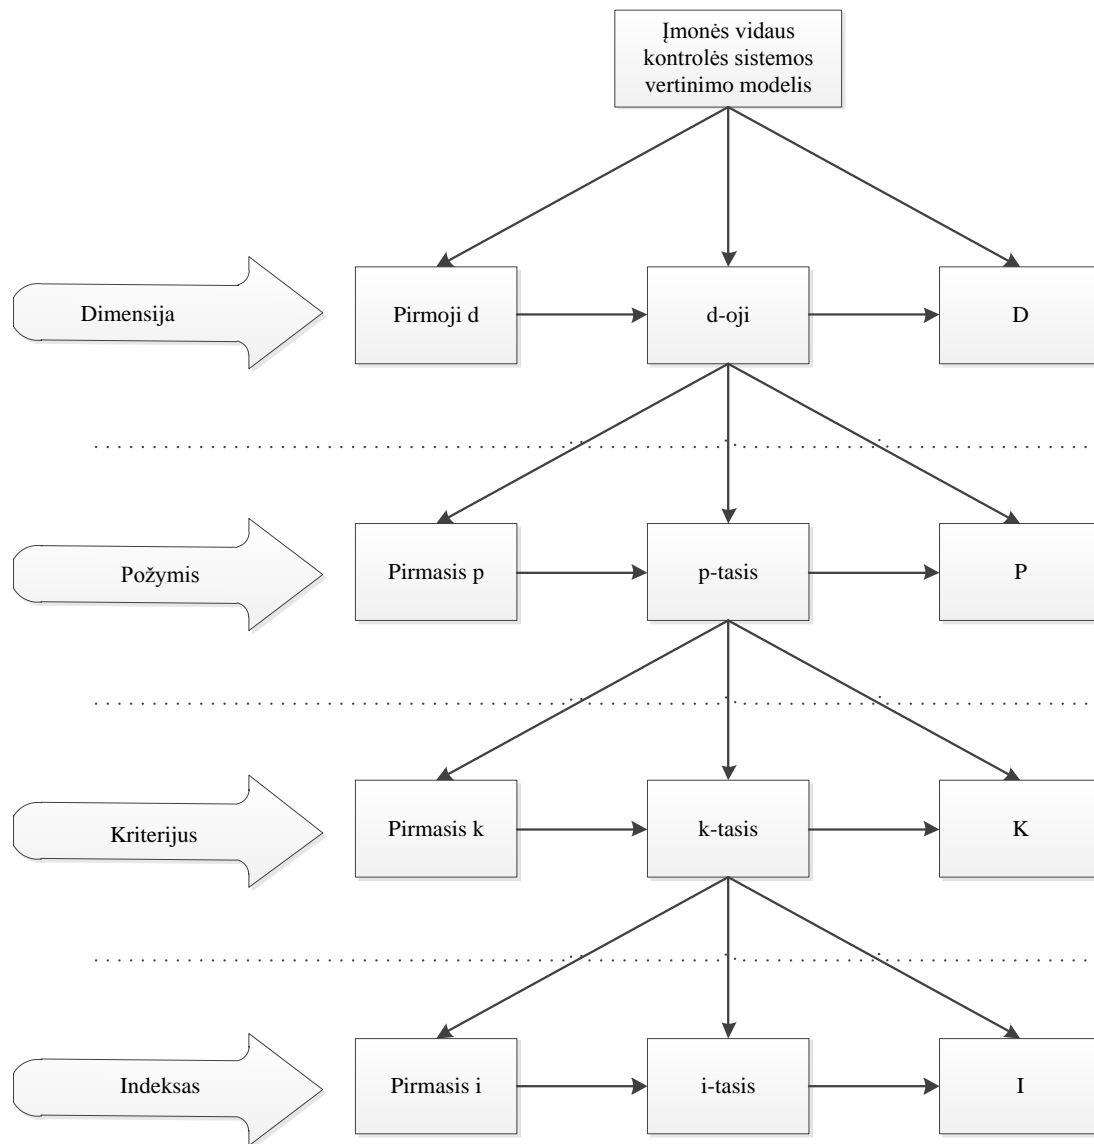 Įmonės vidaus
kontrolės sistemos
vertinimo modelis
Dimensija
Pirmoji d
d-oji
D
Požymis
Pirmasis p
p-tasis
P
Kriterijus
Pirmasis k
k-tasis
K
Indeksas
Pirmasis i
i-tasis
I